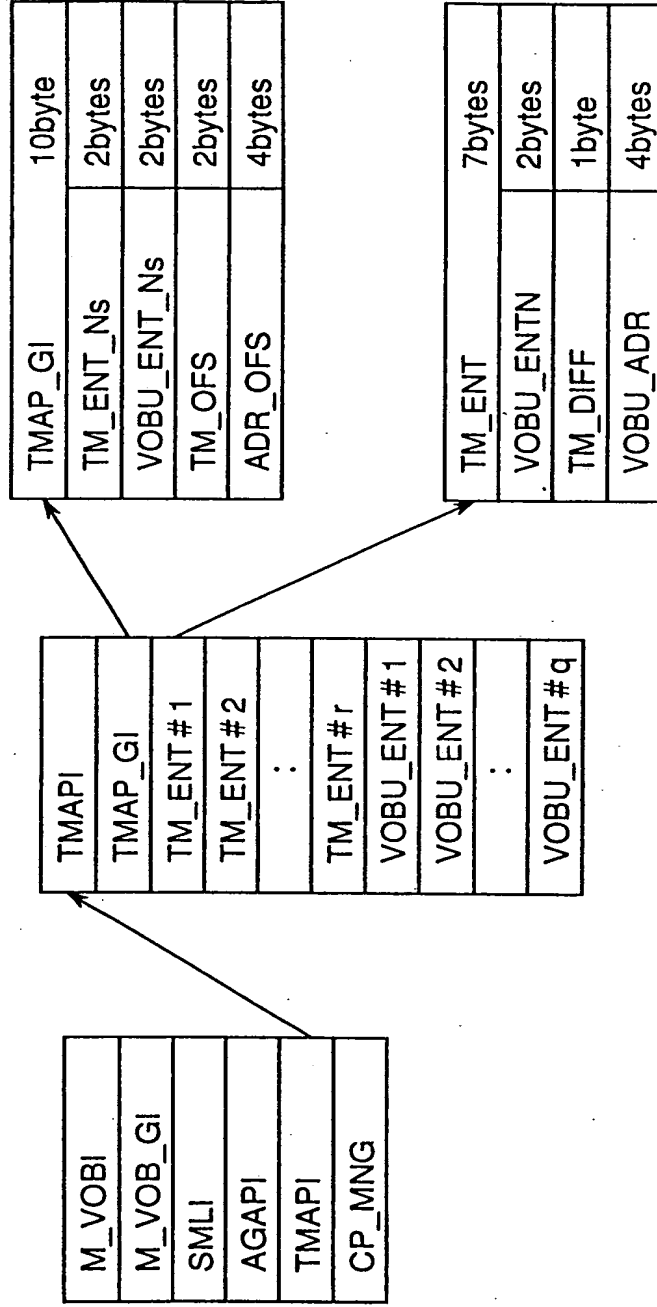 M_VOBI
M_VOB_GI
SMLI
AGAPI
TMAPI
CP_MNG
TMAPI
TMAP_GI
TM_ENT#1
TM_ENT#2
:
TM_ENT#r
VOBU_ENT#1
VOBU_ENT#2
:
VOBU_ENT#q
TMAP_GI 10byte
TM_ENT_Ns 2bytes
VOBU_ENT_Ns 2bytes
TM_OFS 2bytes
ADR_OFS 4bytes
TM_ENT 7bytes
VOBU_ENTN 2bytes
TM_DIFF 1byte
VOBU_ADR 4bytes